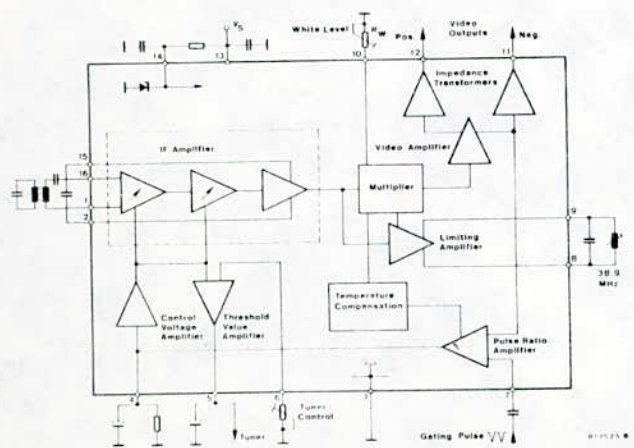 Video
Outputs
White Level
Rw
Pos.
Neg.
14
13
10
12
11
Impedance
Transformers
IF Amplifier
Video Amplifier
15
16
1
2
Multiplier
Limiting
Amplifier
9
8
38.9
MHz
Temperature
Compensation
Control
Voltage
Amplifier
Threshold
Value
Amplifier
Pulse Ratio
Amplifier
4
5
6
3
7
Tuner
Tuner
Control
Gating Pulse